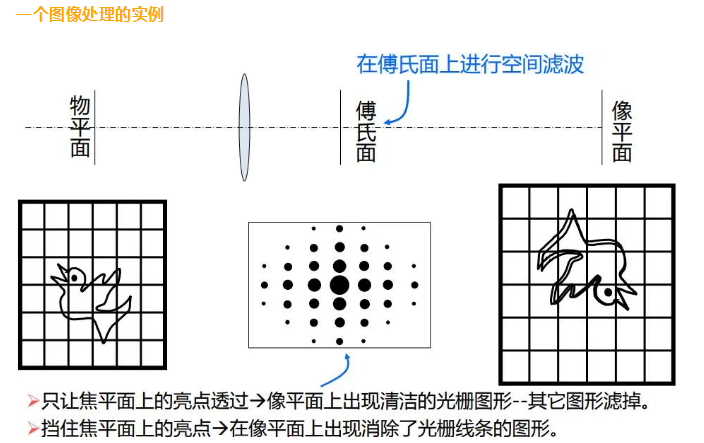 一个图像处理的实例
在傅氏面上进行空间滤波
物平面
傅氏面
像平面
➢只让焦平面上的亮点透过→像平面上出现清洁的光栅图形--其它图形滤掉。
➢挡住焦平面上的亮点→在像平面上出现消除了光栅线条的图形。